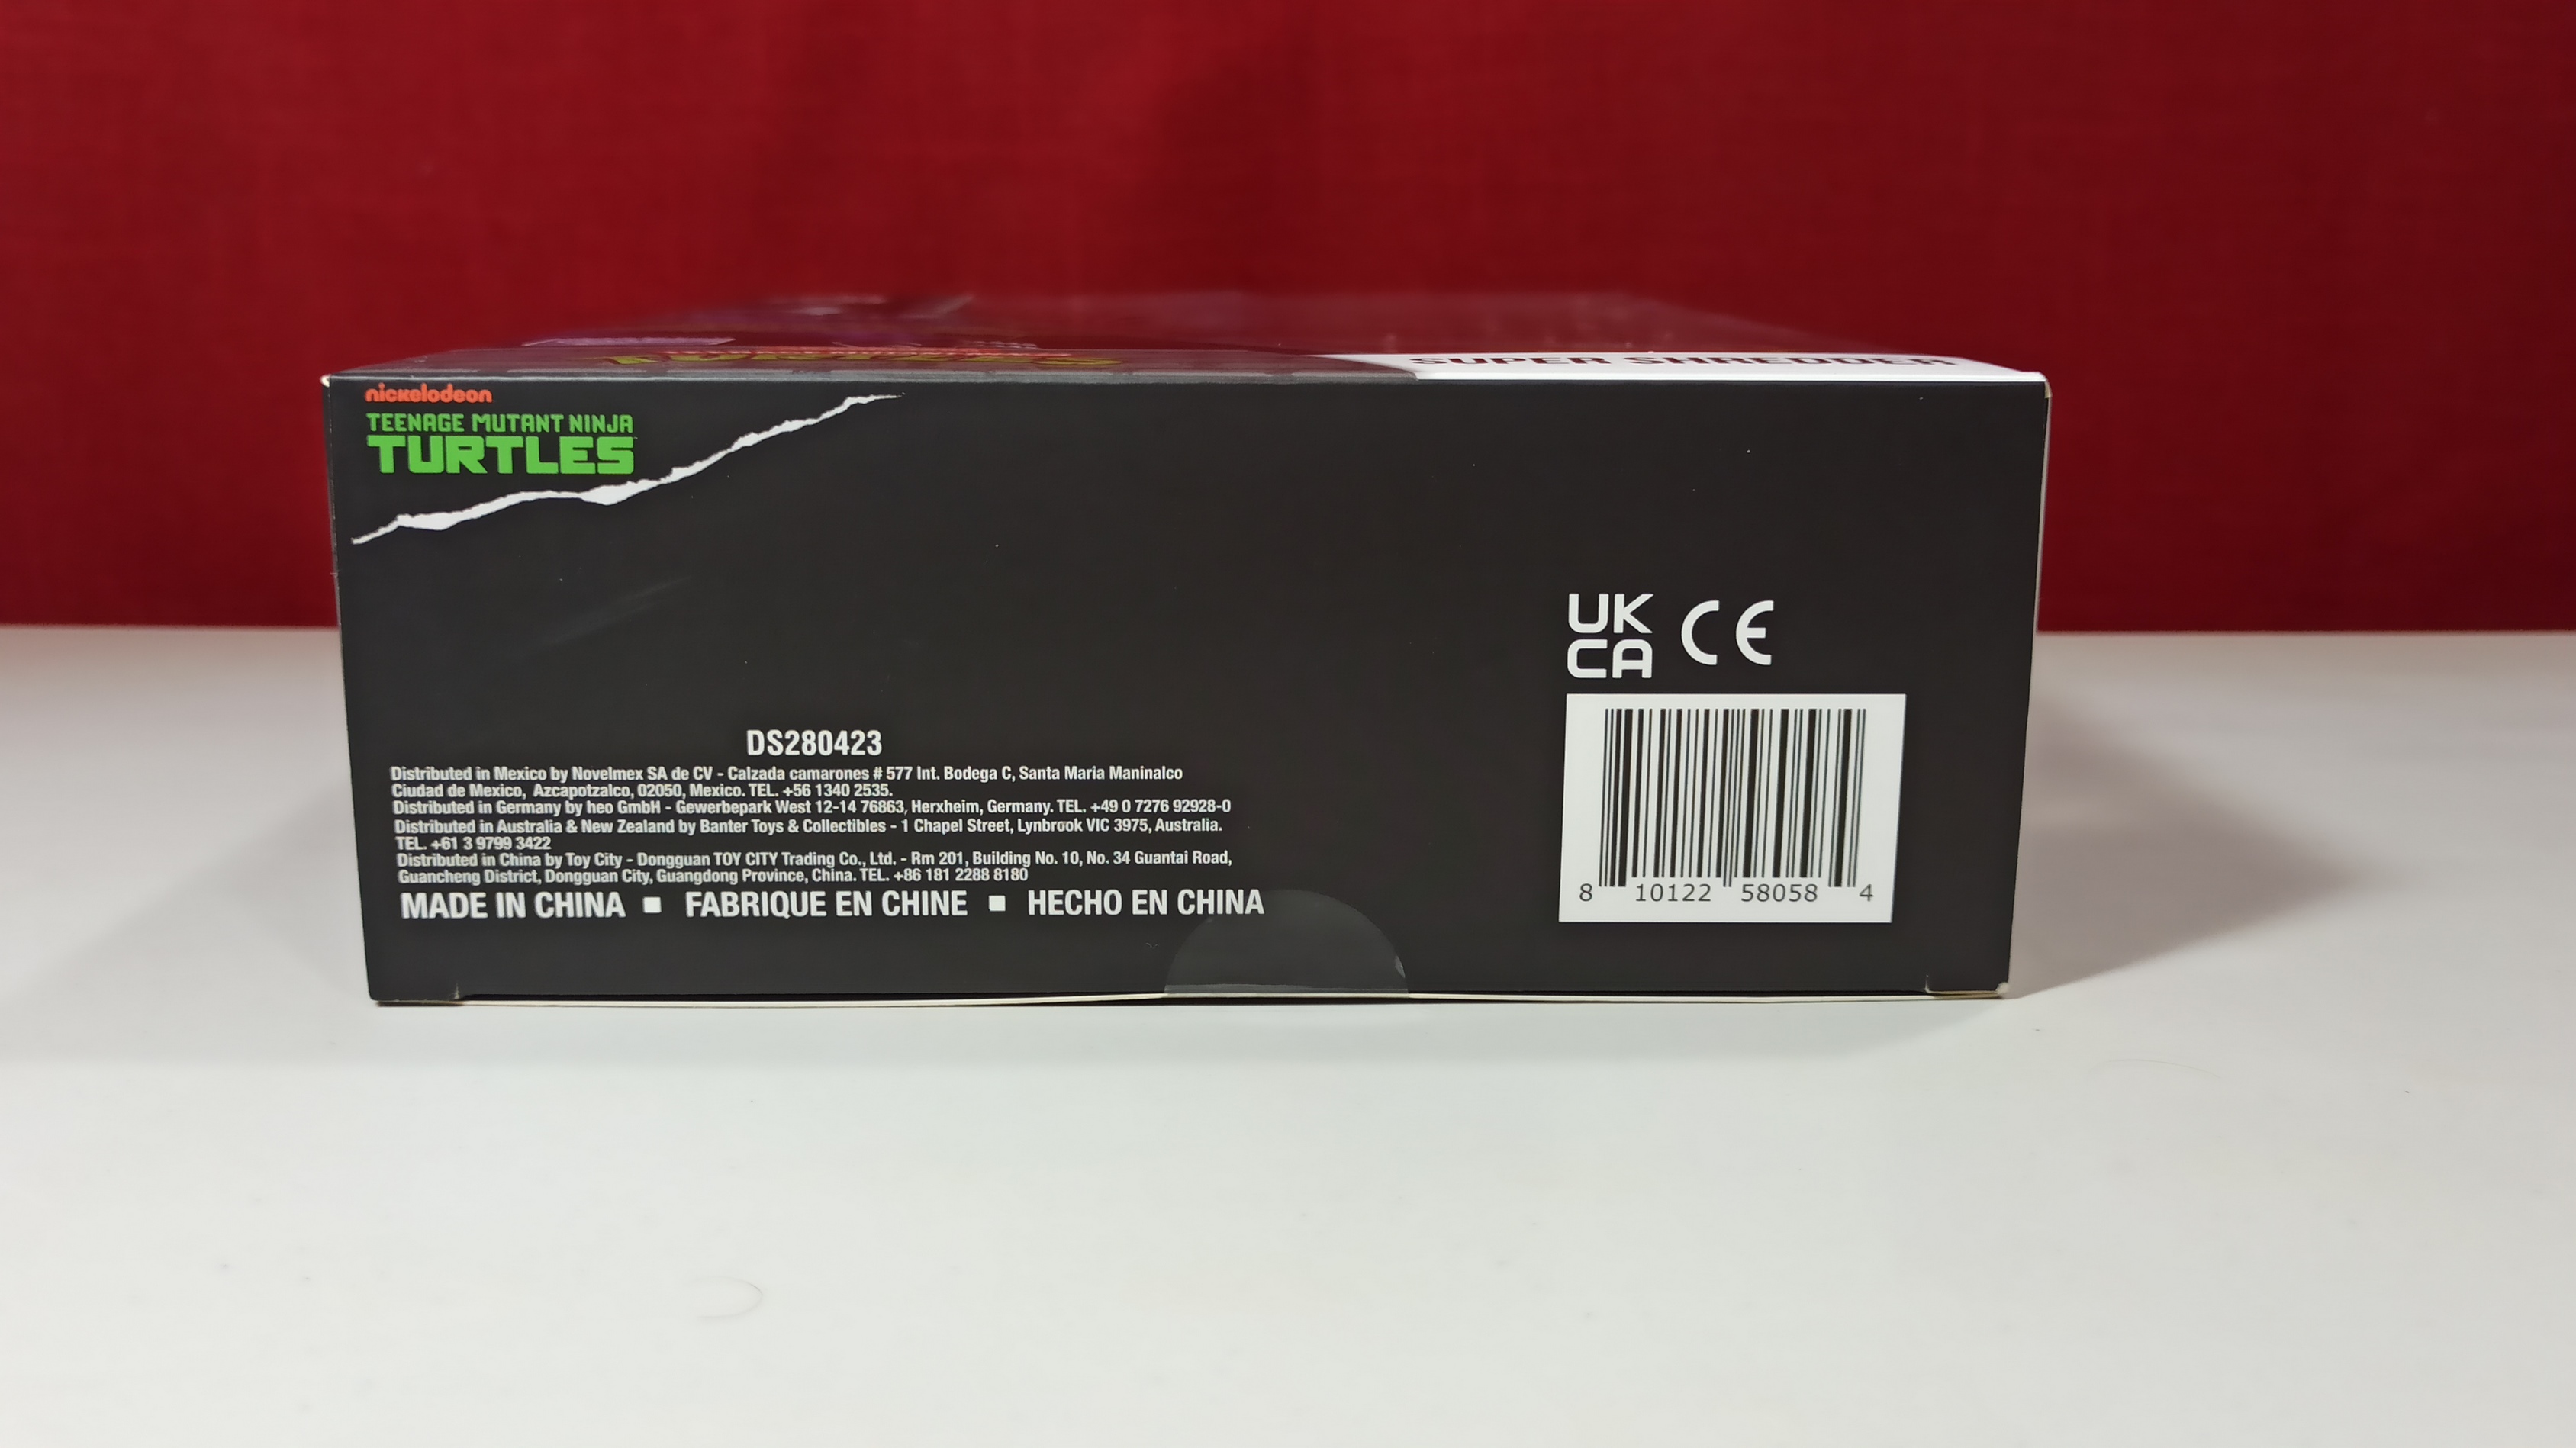 TURTLES
SUPER SHREDDER
nickelodeon
TEENAGE MUTANT NINJA
TURTLES
UK
CA CE
DS280423
Distributed in Mexico by Novelmex SA de CV - Calzada camarones # 577 Int. Bodega C, Santa Maria Maninalco
Ciudad de Mexico, Azcapotzalco, 02050, Mexico. TEL. +56 1340 2535.
Distributed in Germany by heo GmbH - Gewerbepark West 12-14 76863, Herxheim, Germany. TEL. +49 0 7276 92928-0
Distributed in Australia & New Zealand by Banter Toys & Collectibles - 1 Chapel Street, Lynbrook VIC 3975, Australia.
TEL. +61 3 9799 3422
Distributed in China by Toy City - Dongguan TOY CITY Trading Co., Ltd. - Rm 201, Building No. 10, No. 34 Guantai Road,
Guancheng District, Dongguan City, Guangdong Province, China. TEL. +86 181 2288 8180
MADE IN CHINA ■ FABRIQUE EN CHINE ■ HECHO EN CHINA
8 10122 58058 4